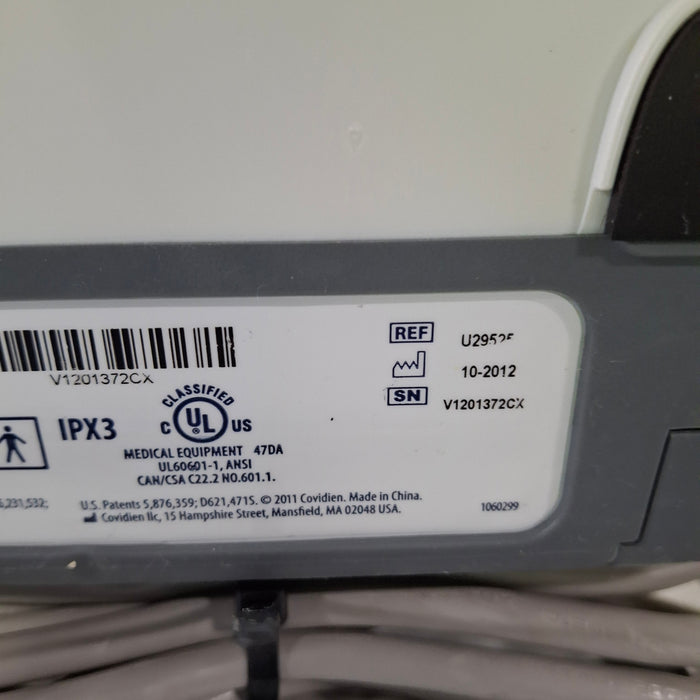 V1201372CX
REF
10-2012
SN V1201372CX
IPX3
CLASSIFIED
C UL US
MEDICAL EQUIPMENT 47DA
UL60601-1, ANSI
CAN/CSA C22.2 NO.601.1.
U.S. Patents 5,876,359; D621,471S. © 2011 Covidien. Made in China.
Covidien llc, 15 Hampshire Street, Mansfield, MA 02048 USA.
1060299